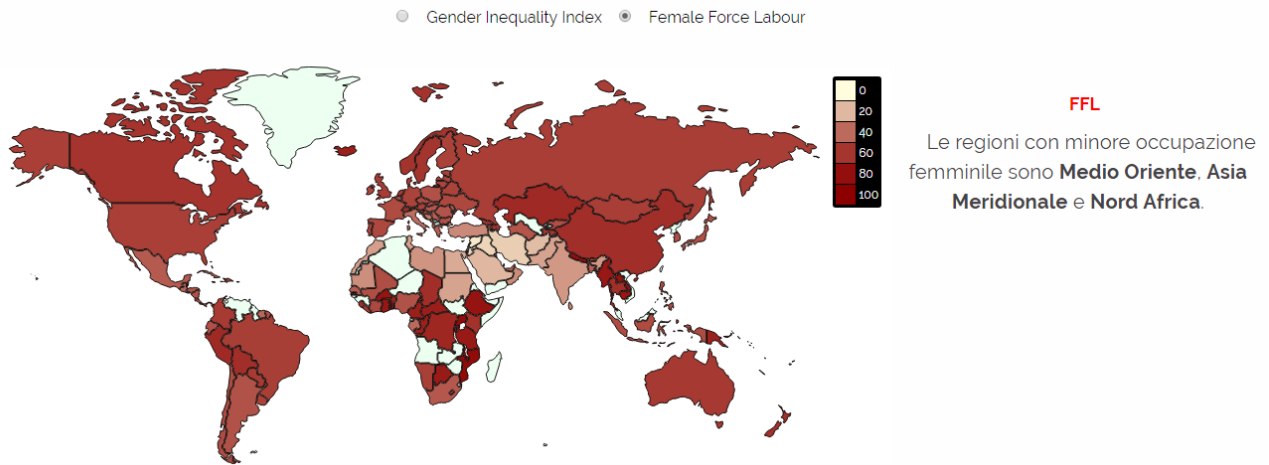 Gender Inequality Index
Female Force Labour
0
20
40
60
80
100
FFL
Le regioni con minore occupazione
femminile sono Medio Oriente, Asia
Meridionale e Nord Africa.